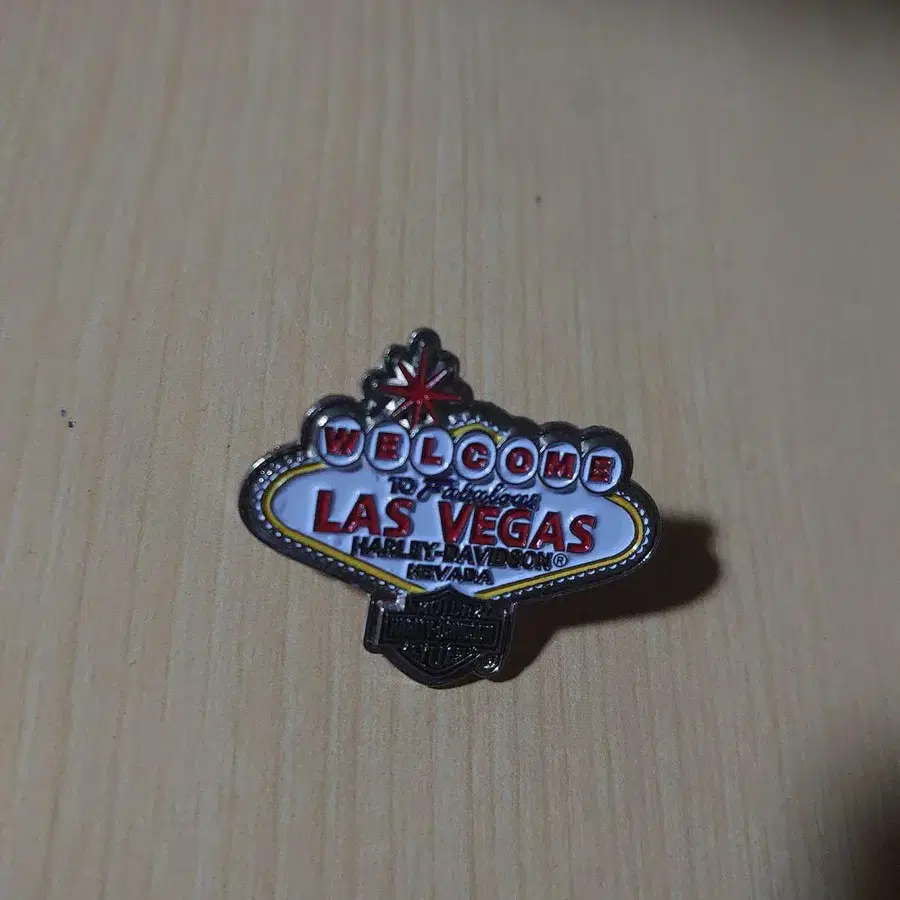 WELCOME
TO Fabulous
LAS VEGAS
HARLEY-DAVIDSON®
NEVADA